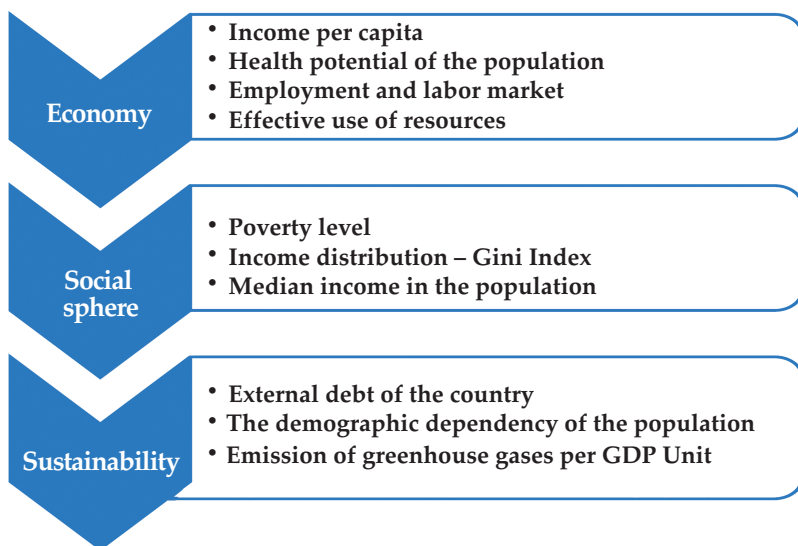 Economy
• Income per capita
• Health potential of the population
• Employment and labor market
• Effective use of resources
Social
sphere
• Poverty level
• Income distribution – Gini Index
• Median income in the population
Sustainability
• External debt of the country
• The demographic dependency of the population
• Emission of greenhouse gases per GDP Unit